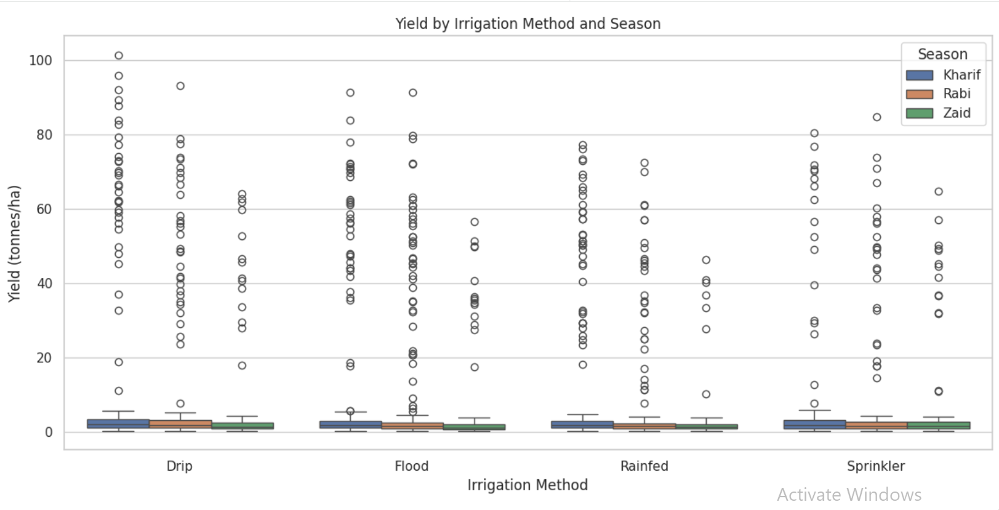 Yield by Irrigation Method and Season
Season
Kharif
Rabi
Zaid
100
80
60
40
20
0
Yield (tonnes/ha)
Drip
Flood
Rainfed
Sprinkler
Irrigation Method
Activate Windows